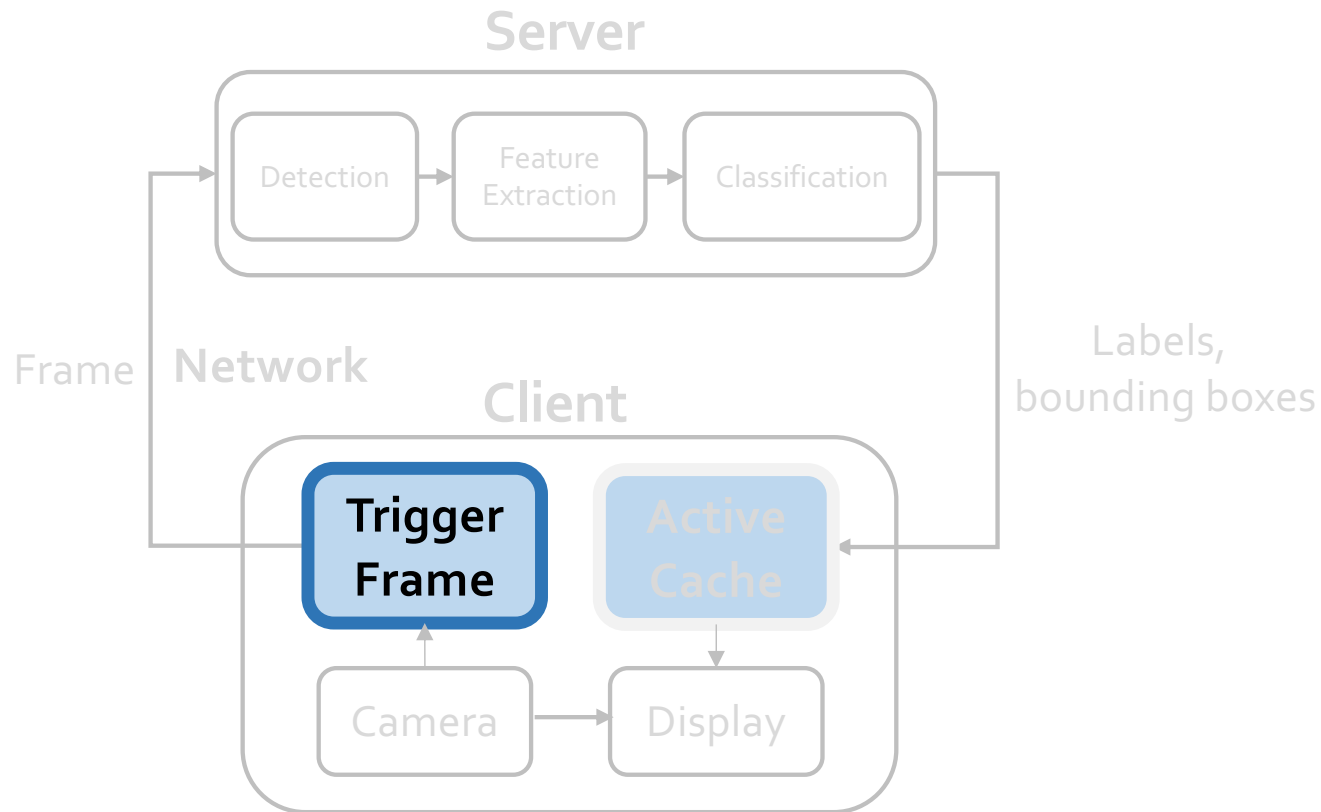 Server
Detection
Feature
Extraction
Classification
Frame
Network
Labels,
bounding boxes
Client
Trigger
Frame
Active
Cache
Camera
Display